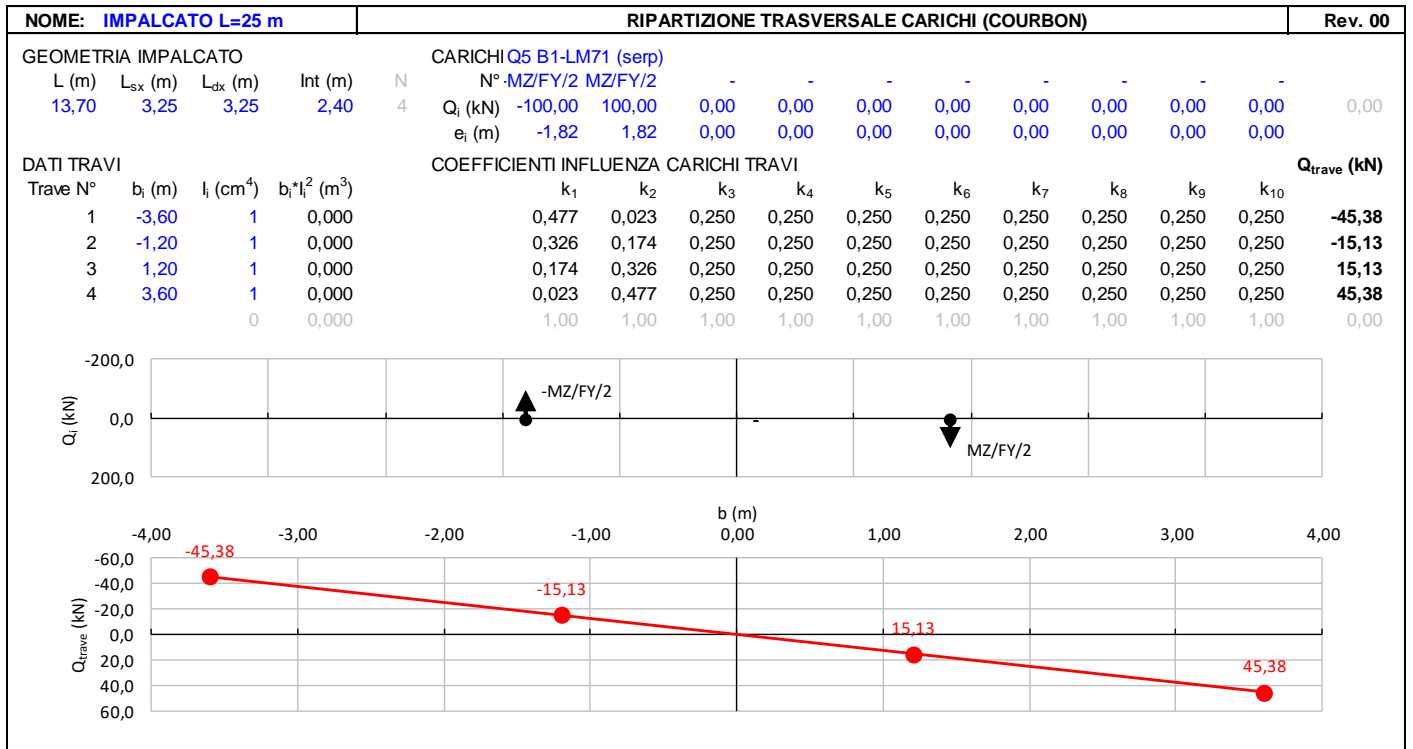 NOME: IMPALCATO L=25 m RIPARTIZIONE TRASVERSALE CARICHI (COURBON) Rev. 00
GEOMETRIA IMPALCATO CARICHI Q5 B1-LM71 (serp)
L (m) Lsx (m) Ldx (m) Int (m) N N° -MZ/FY/2 MZ/FY/2 - - - - - - - -
13,70 3,25 3,25 2,40 4 Qi (kN) -100,00 100,00 0,00 0,00 0,00 0,00 0,00 0,00 0,00 0,00 0,00
ei (m) -1,82 1,82 0,00 0,00 0,00 0,00 0,00 0,00 0,00 0,00
DATI TRAVI COEFFICIENTI INFLUENZA CARICHI TRAVI Qtrave (kN)
Trave N° bi (m) Ii (cm4) bi*Ii2 (m3) k1 k2 k3 k4 k5 k6 k7 k8 k9 k10
1 -3,60 1 0,000 0,477 0,023 0,250 0,250 0,250 0,250 0,250 0,250 0,250 0,250 -45,38
2 -1,20 1 0,000 0,326 0,174 0,250 0,250 0,250 0,250 0,250 0,250 0,250 0,250 -15,13
3 1,20 1 0,000 0,174 0,326 0,250 0,250 0,250 0,250 0,250 0,250 0,250 0,250 15,13
4 3,60 1 0,000 0,023 0,477 0,250 0,250 0,250 0,250 0,250 0,250 0,250 0,250 45,38
0 0,000 1,00 1,00 1,00 1,00 1,00 1,00 1,00 1,00 1,00 1,00 0,00
-200,0
-MZ/FY/2
0,0
-
Qi (kN)
MZ/FY/2
200,0
b (m)
-4,00 -3,00 -2,00 -1,00 0,00 1,00 2,00 3,00 4,00
-45,38
-60,0
-40,0
-15,13
-20,0
Qtrave (kN)
0,0
15,13
20,0
45,38
40,0
60,0